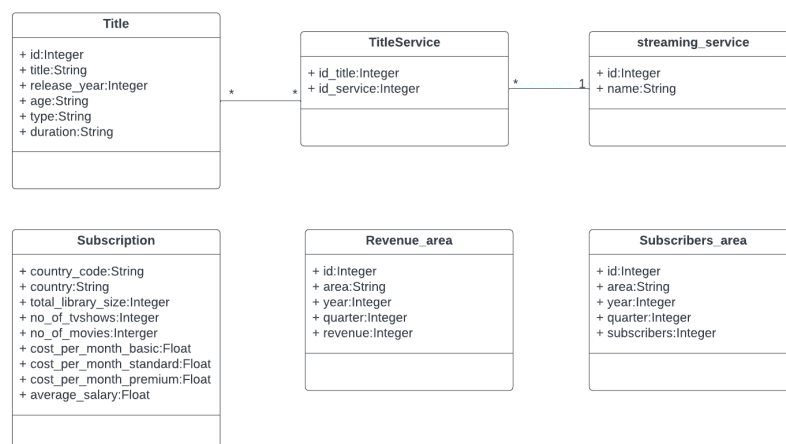 Title
+ id:Integer
+ title:String
+ release_year:Integer
+ age:String
+ type:String
+ duration:String
* *
TitleService
+ id_title:Integer
+ id_service:Integer
* 1
streaming_service
+ id:Integer
+ name:String
Subscription
+ country_code:String
+ country:String
+ total_library_size:Integer
+ no_of_tvshows:Integer
+ no_of_movies:Interger
+ cost_per_month_basic:Float
+ cost_per_month_standard:Float
+ cost_per_month_premium:Float
+ average_salary:Float
Revenue_area
+ id:Integer
+ area:String
+ year:Integer
+ quarter:Integer
+ revenue:Integer
Subscribers_area
+ id:Integer
+ area:String
+ year:Integer
+ quarter:Integer
+ subscribers:Integer